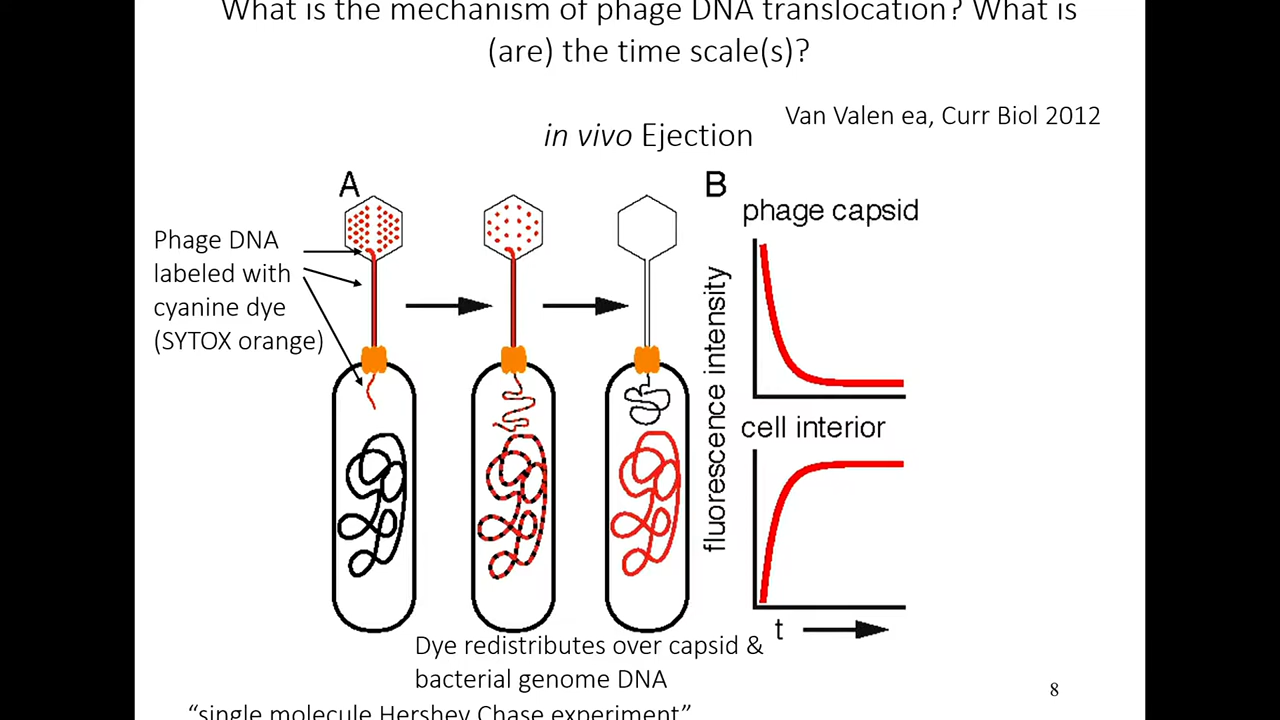 What is the mechanism of phage DNA translocation? What is
(are) the time scale(s)?
Van Valen ea, Curr Biol 2012
in vivo Ejection
A
Phage DNA
labeled with
cyanine dye
(SYTOX orange)
B
phage capsid
fluorescence intensity
cell interior
t
Dye redistributes over capsid &
bacterial genome DNA
8
“single molecule Hershey Chase experiment”